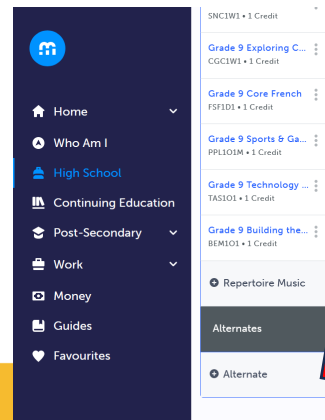 m
Home
Who Am I
High School
Continuing Education
Post-Secondary
Work
Money
Guides
Favourites
SNC1W1 • 1 Credit
Grade 9 Exploring C...
CGC1W1 • 1 Credit
Grade 9 Core French
FSF1D1 • 1 Credit
Grade 9 Sports & Ga...
PPL1O1M • 1 Credit
Grade 9 Technology ...
TAS1O1 • 1 Credit
Grade 9 Building the...
BEM1O1 • 1 Credit
Repertoire Music
Alternates
Alternate